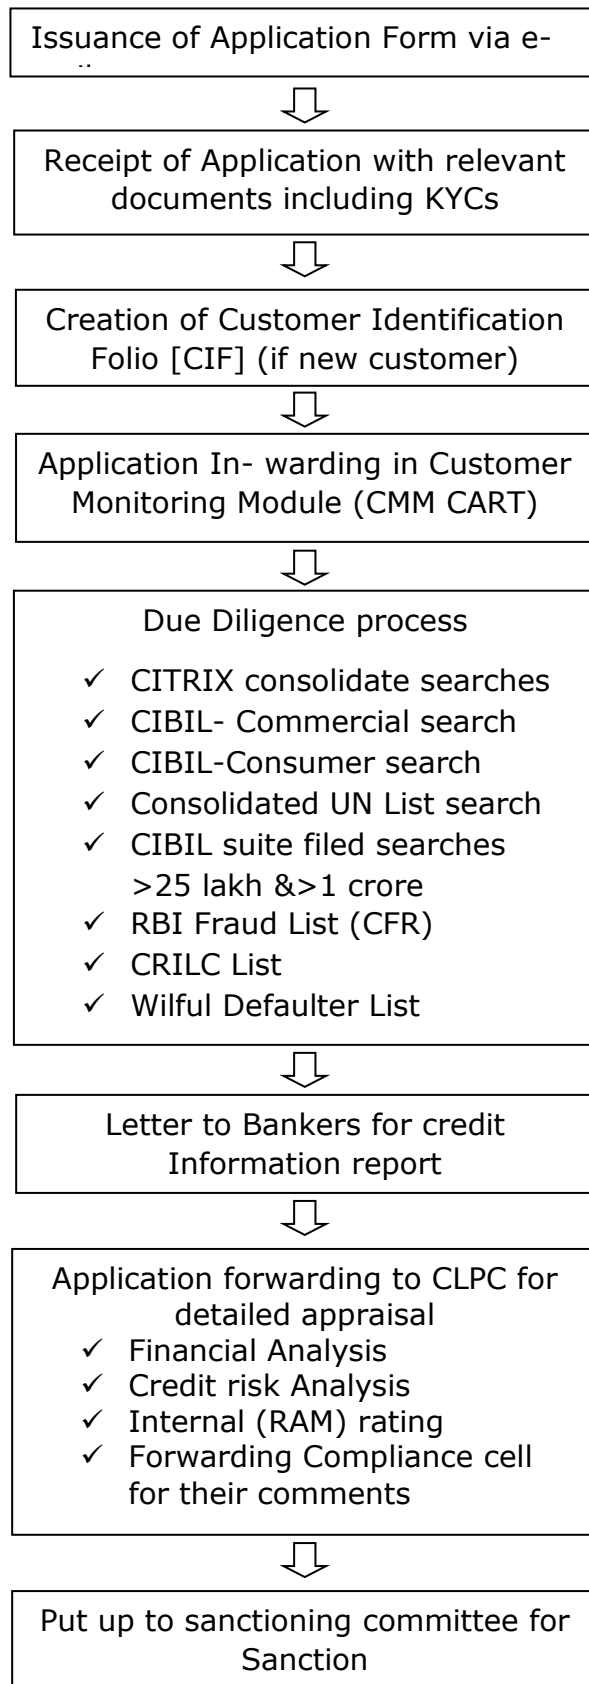 Issuance of Application Form via e-
Receipt of Application with relevant
documents including KYCs
Creation of Customer Identification
Folio [CIF] (if new customer)
Application In- warding in Customer
Monitoring Module (CMM CART)
Due Diligence process
✓ CITRIX consolidate searches
✓ CIBIL- Commercial search
✓ CIBIL-Consumer search
✓ Consolidated UN List search
✓ CIBIL suite filed searches
>25 lakh &>1 crore
✓ RBI Fraud List (CFR)
✓ CRILC List
✓ Wilful Defaulter List
Letter to Bankers for credit
Information report
Application forwarding to CLPC for
detailed appraisal
✓ Financial Analysis
✓ Credit risk Analysis
✓ Internal (RAM) rating
✓ Forwarding Compliance cell
for their comments
Put up to sanctioning committee for
Sanction